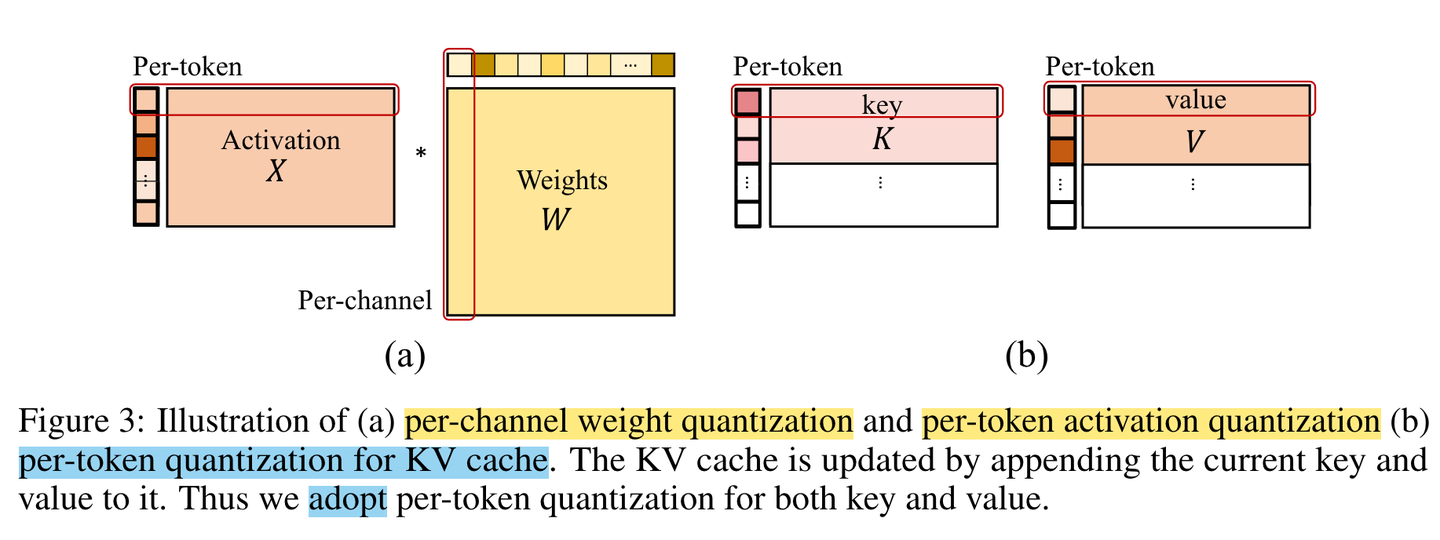 Per-token
Activation
X
*
...
Weights
W
Per-channel
(a)
Per-token
key
K
⋮
⋮
Per-token
value
V
⋮
⋮
(b)
Figure 3: Illustration of (a) per-channel weight quantization and per-token activation quantization (b)
per-token quantization for KV cache. The KV cache is updated by appending the current key and
value to it. Thus we adopt per-token quantization for both key and value.